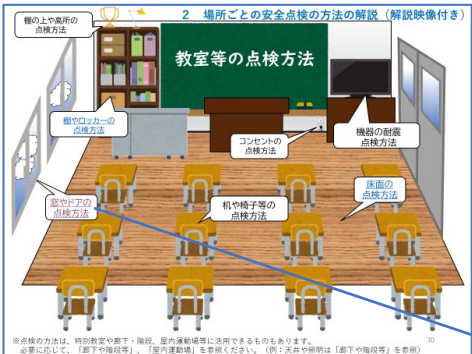 2 場所ごとの安全点検の方法の解説（解説映像付き）
棚の上や高所の
点検方法
教室等の点検方法
棚やロッカーの
点検方法
コンセントの
点検方法
機器の耐震
点検方法
窓やドアの
点検方法
机や椅子等の
点検方法
床面の
点検方法
※点検の方法は、特別教室や廊下・階段、屋内運動場等に活用できるものもあります。
必要に応じて、「廊下や階段等」、「屋内運動場」を参照ください。（例：天井や照明は「廊下や階段等」を参照）
30